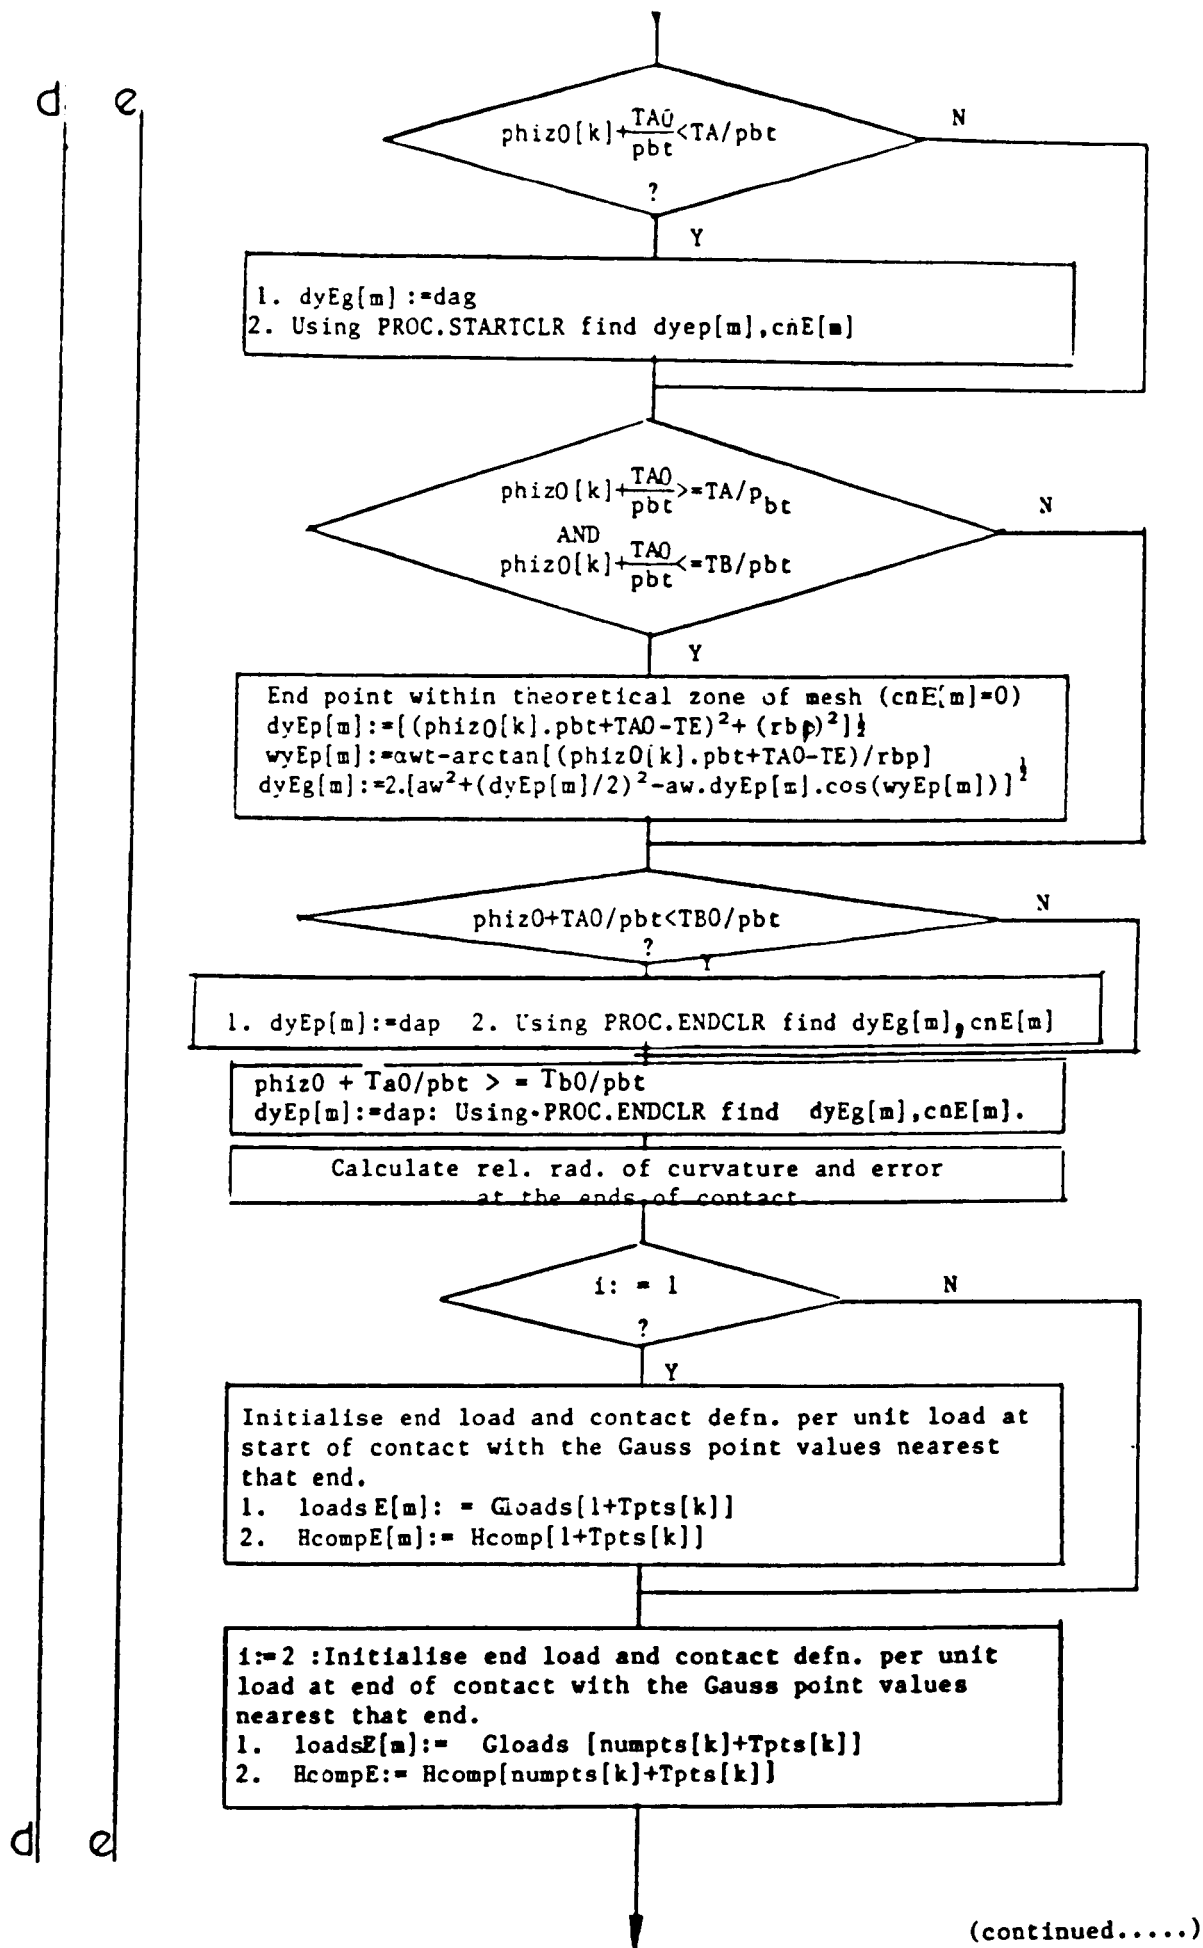 d e
phiz0[k]+TA0/pbt<TA/pbt
?
N
Y
1. dyEg[m]:=dag
2. Using PROC.STARTCLR find dyep[m],cnE[m]
phiz0[k]+TA0/pbt>=TA/pbt
AND
phiz0[k]+TA0/pbt<=TB/pbt
N
Y
End point within theoretical zone of mesh (cnE[m]=0)
dyEp[m]:=[(phiz0[k].pbt+TA0-TE)²+ (rbp)²]½
wyEp[m]:=αwt-arctan[(phiz0[k].pbt+TA0-TE)/rbp]
dyEg[m]:=2.[aw²+(dyEp[m]/2)²-aw.dyEp[m].cos(wyEp[m])]½
phiz0+TA0/pbt<TB0/pbt
?
N
Y
1. dyEp[m]:=dap 2. Using PROC.ENDCLR find dyEg[m],cnE[m]
phiz0 + Ta0/pbt > = Tb0/pbt
dyEp[m]:=dap: Using PROC.ENDCLR find dyEg[m],cnE[m].
Calculate rel. rad. of curvature and error
at the ends of contact
i: = 1
?
N
Y
Initialise end load and contact defn. per unit load at
start of contact with the Gauss point values nearest
that end.
1. loadsE[m]: = Gloads[1+Tpts[k]]
2. HcompE[m]:= Hcomp[1+Tpts[k]]
i:=2 :Initialise end load and contact defn. per unit
load at end of contact with the Gauss point values
nearest that end.
1. loadsE[m]:= Gloads [numpts[k]+Tpts[k]]
2. HcompE:= Hcomp[numpts[k]+Tpts[k]]
d e
(continued.....)